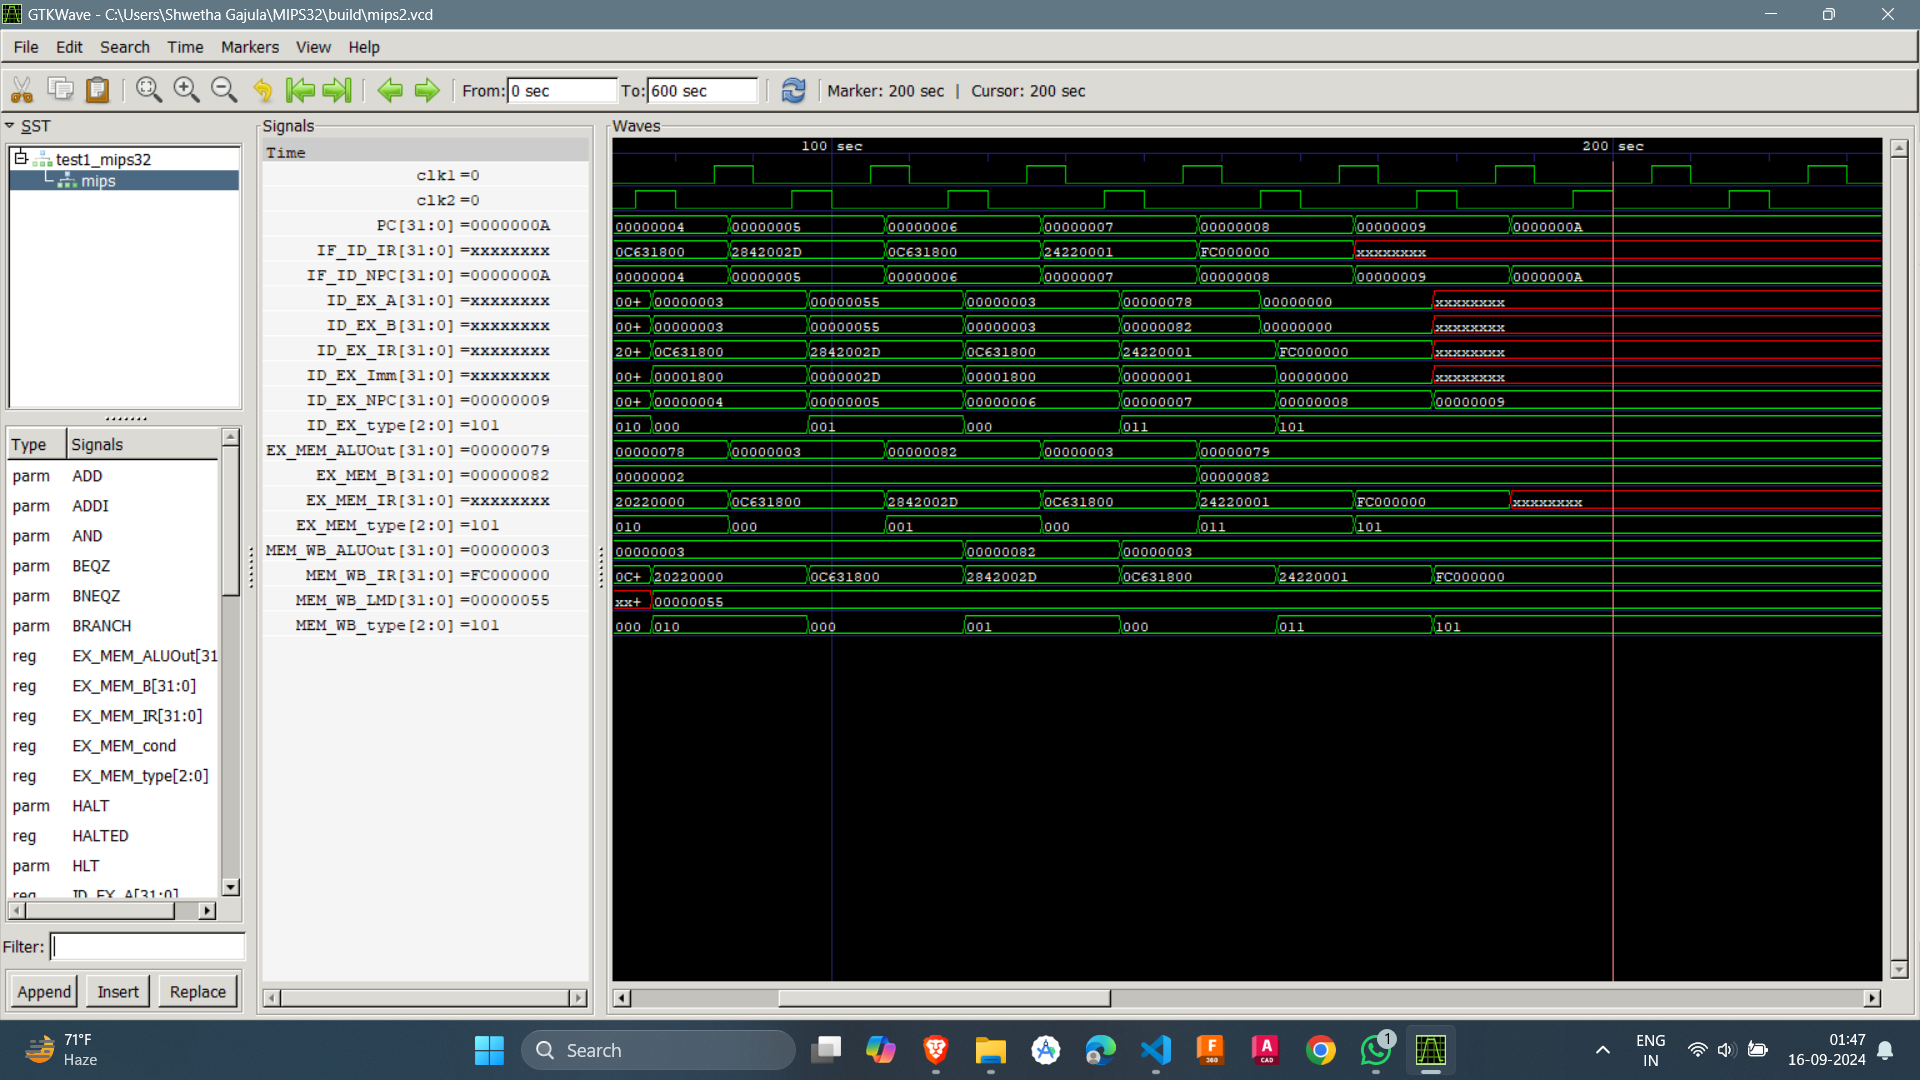 GTKWave - C:\Users\Shwetha Gajula\MIPS32\build\mips2.vcd
File Edit Search Time Markers View Help
From: 0 sec To: 600 sec Marker: 200 sec | Cursor: 200 sec
SST
test1_mips32
mips
Type Signals
parm ADD
parm ADDI
parm AND
parm BEQZ
parm BNEQZ
parm BRANCH
reg EX_MEM_ALUOut[31
reg EX_MEM_B[31:0]
reg EX_MEM_IR[31:0]
reg EX_MEM_cond
reg EX_MEM_type[2:0]
parm HALT
reg HALTED
parm HLT
reg ID_EX_A[31:0]
Filter:
Append Insert Replace
Signals
Time
clk1 =0
clk2 =0
PC[31:0] =0000000A
IF_ID_IR[31:0] =xxxxxxxx
IF_ID_NPC[31:0] =0000000A
ID_EX_A[31:0] =xxxxxxxx
ID_EX_B[31:0] =xxxxxxxx
ID_EX_IR[31:0] =xxxxxxxx
ID_EX_Imm[31:0] =xxxxxxxx
ID_EX_NPC[31:0] =00000009
ID_EX_type[2:0] =101
EX_MEM_ALUOut[31:0] =00000079
EX_MEM_B[31:0] =00000082
EX_MEM_IR[31:0] =xxxxxxxx
EX_MEM_type[2:0] =101
MEM_WB_ALUOut[31:0] =00000003
MEM_WB_IR[31:0] =FC000000
MEM_WB_LMD[31:0] =00000055
MEM_WB_type[2:0] =101
Waves
100 sec 200 sec
00000004 00000005 00000006 00000007 00000008 00000009 0000000A
0C631800 2842002D 0C631800 24220001 FC000000 xxxxxxxx
00000004 00000005 00000006 00000007 00000008 00000009 0000000A
00+ 00000003 00000055 00000003 00000078 00000000 xxxxxxxx
00+ 00000003 00000055 00000003 00000082 00000000 xxxxxxxx
20+ 0C631800 2842002D 0C631800 24220001 FC000000 xxxxxxxx
00+ 00001800 0000002D 00001800 00000001 00000000 xxxxxxxx
00+ 00000004 00000005 00000006 00000007 00000008 00000009
010 000 001 000 011 101
00000078 00000003 00000082 00000003 00000079
00000002 00000082
20220000 0C631800 2842002D 0C631800 24220001 FC000000 xxxxxxxx
010 000 001 000 011 101
00000003 00000082 00000003
0C+ 20220000 0C631800 2842002D 0C631800 24220001 FC000000
xx+ 00000055
000 010 000 001 000 011 101
71°F
Haze
Search
F
360
A
CAD
1
ENG
IN
01:47
16-09-2024